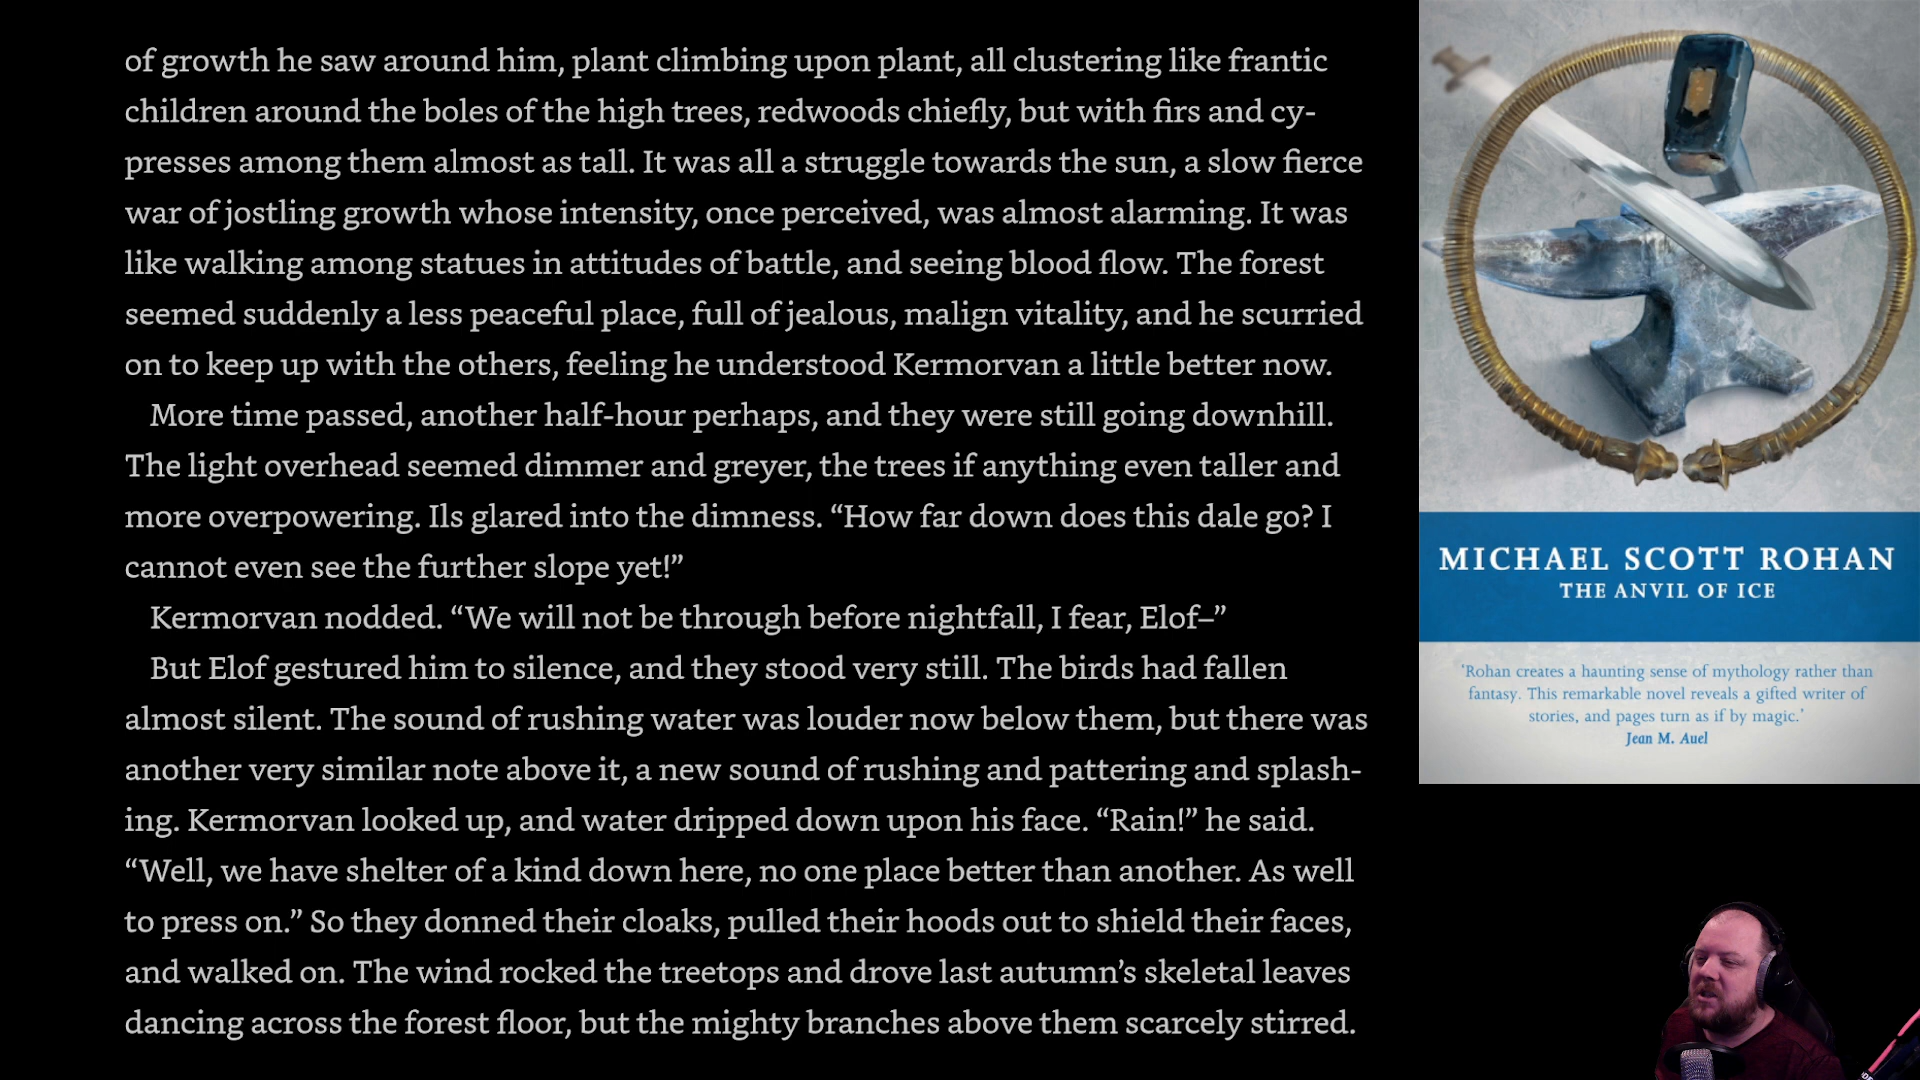 of growth he saw around him, plant climbing upon plant, all clustering like frantic
children around the boles of the high trees, redwoods chiefly, but with firs and cy-
presses among them almost as tall. It was all a struggle towards the sun, a slow fierce
war of jostling growth whose intensity, once perceived, was almost alarming. It was
like walking among statues in attitudes of battle, and seeing blood flow. The forest
seemed suddenly a less peaceful place, full of jealous, malign vitality, and he scurried
on to keep up with the others, feeling he understood Kermorvan a little better now.
More time passed, another half-hour perhaps, and they were still going downhill.
The light overhead seemed dimmer and greyer, the trees if anything even taller and
more overpowering. Ils glared into the dimness. “How far down does this dale go? I
cannot even see the further slope yet!”
Kermorvan nodded. “We will not be through before nightfall, I fear, Elof–”
But Elof gestured him to silence, and they stood very still. The birds had fallen
almost silent. The sound of rushing water was louder now below them, but there was
another very similar note above it, a new sound of rushing and pattering and splash-
ing. Kermorvan looked up, and water dripped down upon his face. “Rain!” he said.
“Well, we have shelter of a kind down here, no one place better than another. As well
to press on.” So they donned their cloaks, pulled their hoods out to shield their faces,
and walked on. The wind rocked the treetops and drove last autumn’s skeletal leaves
dancing across the forest floor, but the mighty branches above them scarcely stirred.
MICHAEL SCOTT ROHAN
THE ANVIL OF ICE
‘Rohan creates a haunting sense of mythology rather than
fantasy. This remarkable novel reveals a gifted writer of
stories, and pages turn as if by magic.’
Jean M. Auel